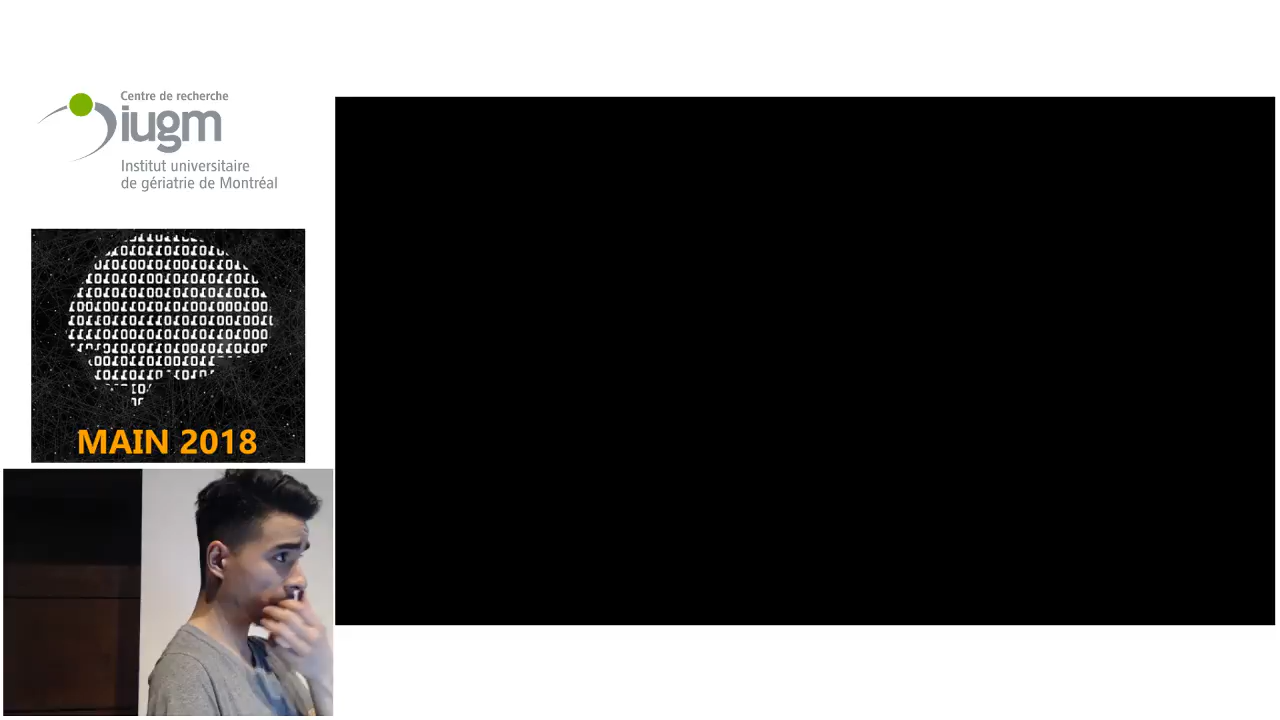 Centre de recherche
iugm
Institut universitaire
de gériatrie de Montréal
MAIN 2018